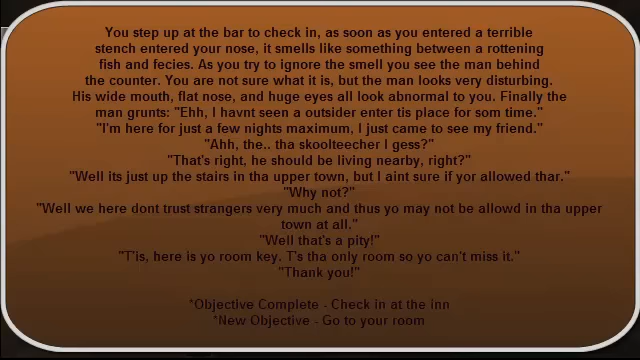 You step up at the bar to check in, as soon as you entered a terrible
stench entered your nose, it smells like something between a rottening
fish and fecies. As you try to ignore the smell you see the man behind
the counter. You are not sure what it is, but the man looks very disturbing.
His wide mouth, flat nose, and huge eyes all look abnormal to you. Finally the
man grunts: "Ehh, I havnt seen a outsider enter tis place for som time."
"I'm here for just a few nights maximum, I just came to see my friend."
"Ahh, the.. tha skoolteecher I gess?"
"That's right, he should be living nearby, right?"
"Well its just up the stairs in tha upper town, but I aint sure if yor allowed thar."
"Why not?"
"Well we here dont trust strangers very much and thus yo may not be allowd in tha upper
town at all."
"Well that's a pity!"
"T'is, here is yo room key. T's tha only room so yo can't miss it."
"Thank you!"
*Objective Complete - Check in at the inn
*New Objective - Go to your room